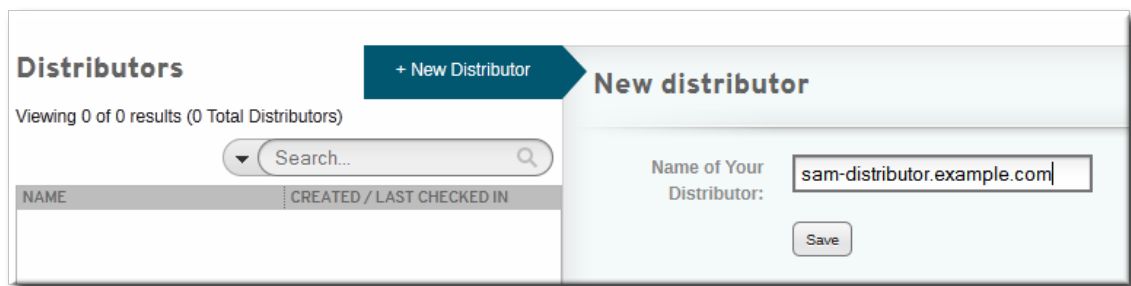 Distributors
+ New Distributor
Viewing 0 of 0 results (0 Total Distributors)
Search...
NAME
CREATED / LAST CHECKED IN
New distributor
Name of Your
Distributor:
sam-distributor.example.com
Save